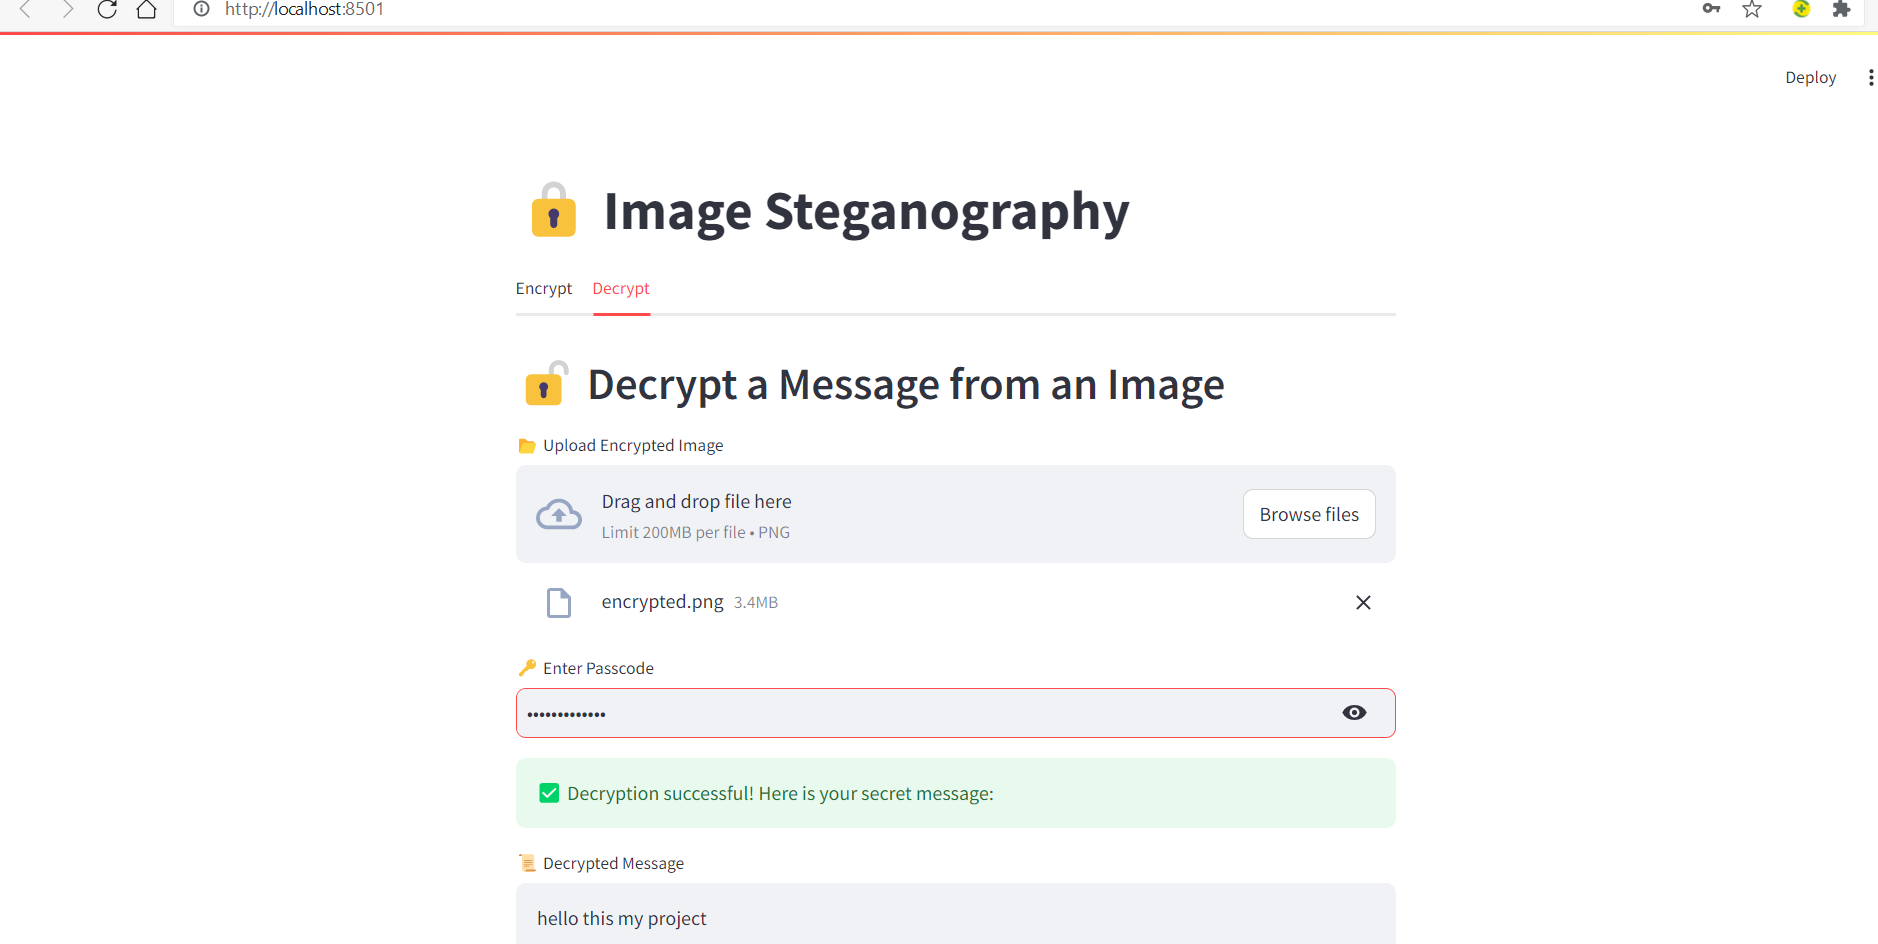 http://localhost:8501
Deploy
Image Steganography
Encrypt Decrypt
Decrypt a Message from an Image
Upload Encrypted Image
Drag and drop file here
Limit 200MB per file • PNG
Browse files
encrypted.png 3.4MB
Enter Passcode
•••••••••••••
Decryption successful! Here is your secret message:
Decrypted Message
hello this my project